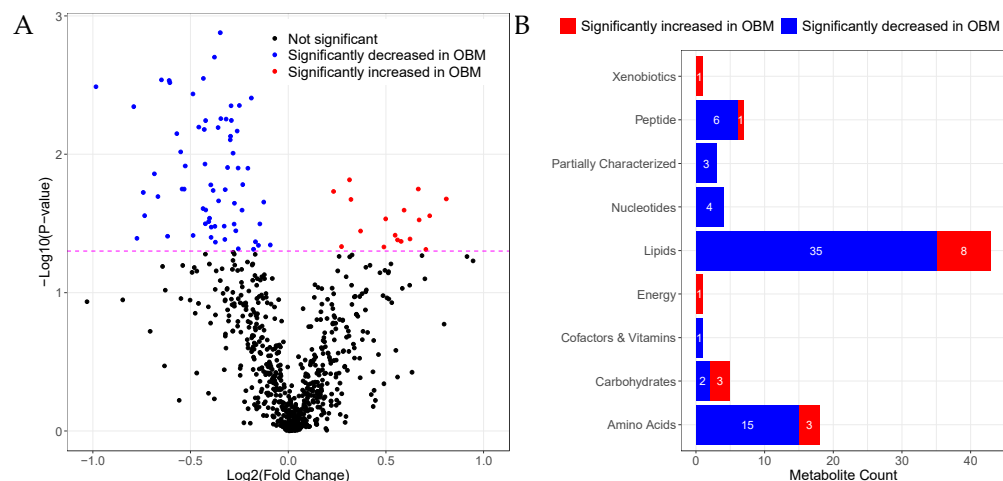 A
Not significant
Significantly decreased in OBM
Significantly increased in OBM
3
2
1
0
−Log10(P−value)
−1.0
−0.5
0.0
0.5
1.0
Log2(Fold Change)
B
Significantly increased in OBM
Significantly decreased in OBM
Xenobiotics
1
Peptide
6
1
Partially Characterized
3
Nucleotides
4
Lipids
35
8
Energy
1
Cofactors & Vitamins
1
Carbohydrates
2
3
Amino Acids
15
3
0
10
20
30
40
Metabolite Count